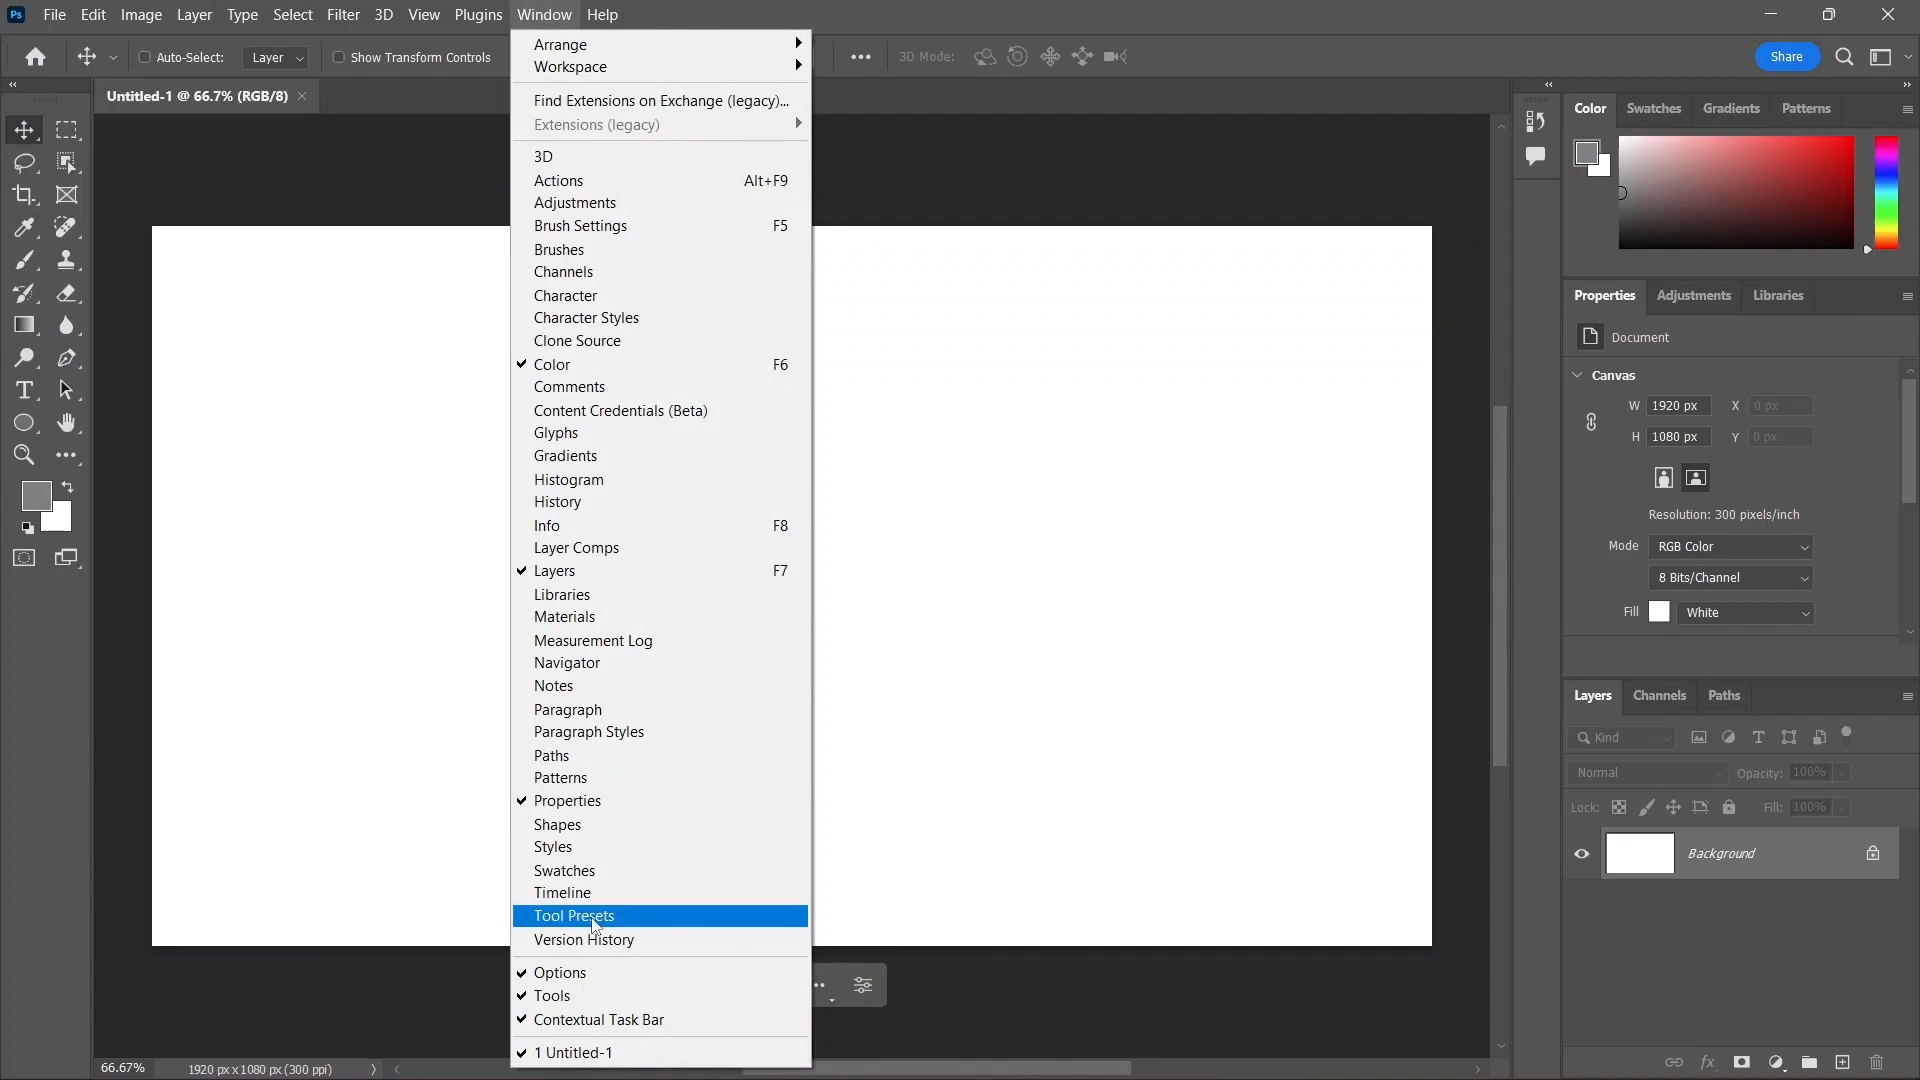 Ps File Edit Image Layer Type Select Filter 3D View Plugins Window Help
Auto-Select: Layer Show Transform Controls 3D Mode: Share
Untitled-1 @ 66.7% (RGB/8)
Arrange
Workspace
Find Extensions on Exchange (legacy)...
Extensions (legacy)
3D
Actions Alt+F9
Adjustments
Brush Settings F5
Brushes
Channels
Character
Character Styles
Clone Source
Color F6
Comments
Content Credentials (Beta)
Glyphs
Gradients
Histogram
History
Info F8
Layer Comps
Layers F7
Libraries
Materials
Measurement Log
Navigator
Notes
Paragraph
Paragraph Styles
Paths
Patterns
Properties
Shapes
Styles
Swatches
Timeline
Tool Presets
Version History
Options
Tools
Contextual Task Bar
1 Untitled-1
Color Swatches Gradients Patterns
Properties Adjustments Libraries
Document
Canvas
W 1920 px X 0 px
H 1080 px Y 0 px
Resolution: 300 pixels/inch
Mode RGB Color
8 Bits/Channel
Fill White
Layers Channels Paths
Kind
Normal Opacity: 100%
Lock: Fill: 100%
Background
66.67% 1920 px x 1080 px (300 ppi)